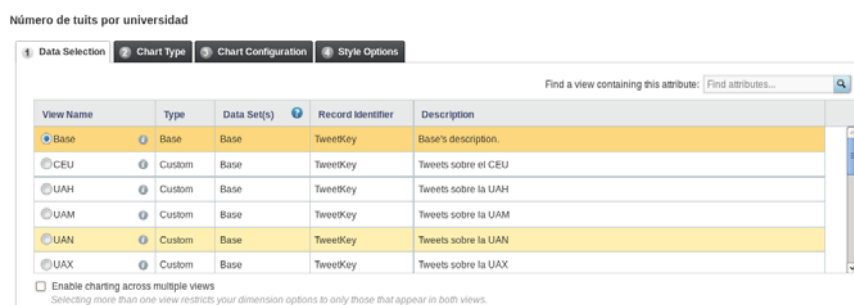 Número de tuits por universidad
1 Data Selection 2 Chart Type 3 Chart Configuration 4 Style Options
Find a view containing this attribute: Find attributes...
View Name Type Data Set(s) ? Record Identifier Description
Base i Base Base TweetKey Base's description.
CEU i Custom Base TweetKey Tweets sobre el CEU
UAH i Custom Base TweetKey Tweets sobre la UAH
UAM i Custom Base TweetKey Tweets sobre la UAM
UAN i Custom Base TweetKey Tweets sobre la UAN
UAX i Custom Base TweetKey Tweets sobre la UAX
Enable charting across multiple views
Selecting more than one view restricts your dimension options to only those that appear in both views.